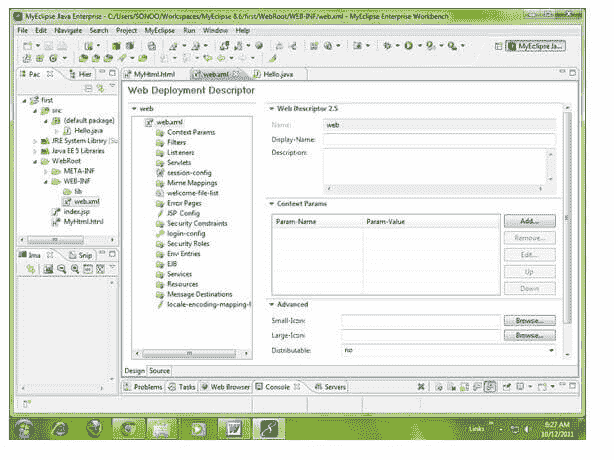 MyEclipse Java Enterprise - C:/Users/SONOO/Workspaces/MyEclipse 8.6/first/WebRoot/WEB-INF/web.xml - MyEclipse Enterprise Workbench
File Edit Navigate Search Project MyEclipse Run Window Help
MyEclipse Ja...
Pac Hier
MyHtml.html web.xml Hello.java
first
src
(default package)
Hello.java
JRE System Library (Su
Java EE 5 Libraries
WebRoot
META-INF
WEB-INF
lib
web.xml
index.jsp
MyHtml.html
Ima Snip
Web Deployment Descriptor
web
web.xml
Context Params
Filters
Listeners
Servlets
session-config
Mime Mappings
welcome-file-list
Error Pages
JSP Config
Security Constraints
login-config
Security Roles
Env Entries
EJB
Services
Resources
Message Destinations
locale-encoding-mapping-l
Web Descriptor 2.5
Name: web
Display-Name:
Description:
Context Params
Param-Name Param-Value
Add...
Remove...
Edit...
Up
Down
Advanced
Small-Icon: Browse...
Large-Icon: Browse...
Distributable: no
Design Source
Problems Tasks Web Browser Console Servers
Links
6:27 AM
10/12/2011